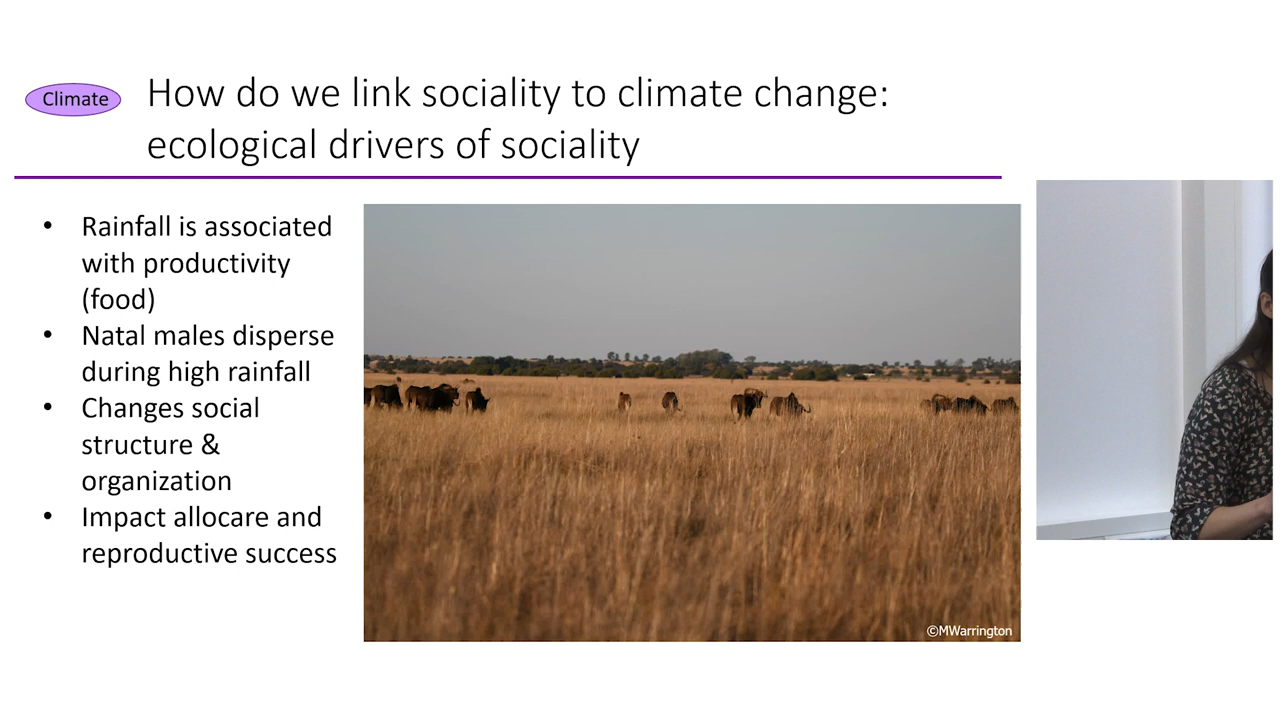 Climate
How do we link sociality to climate change:
ecological drivers of sociality
• Rainfall is associated
with productivity
(food)
• Natal males disperse
during high rainfall
• Changes social
structure &
organization
• Impact allocare and
reproductive success
©MWarrington